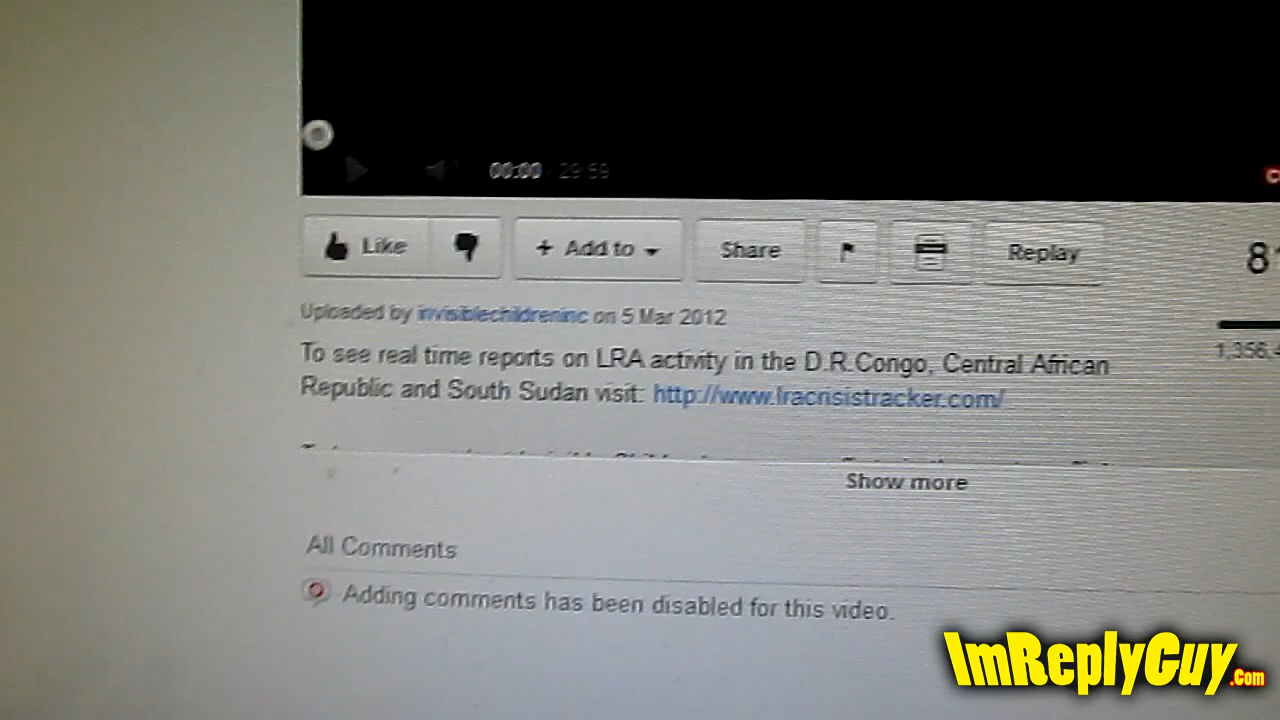 00:00 / 29:59
Like
+ Add to
Share
Replay
Uploaded by invisiblechildreninc on 5 Mar 2012
To see real time reports on LRA activity in the D.R.Congo, Central African
Republic and South Sudan visit: http://www.lracrisistracker.com/
Show more
All Comments
Adding comments has been disabled for this video.
ImReplyGuy.Com